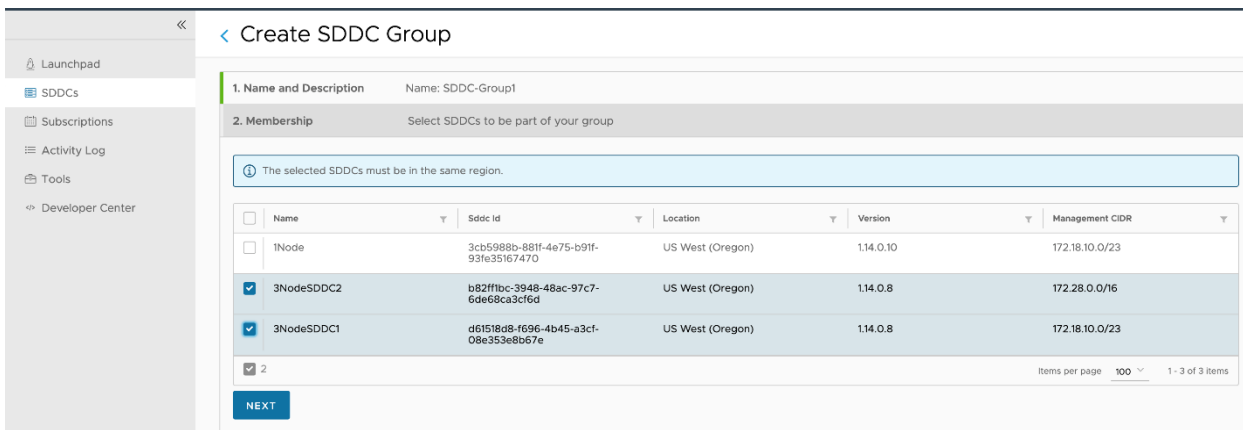 Create SDDC Group
Launchpad
SDDCs
Subscriptions
Activity Log
Tools
Developer Center
1. Name and Description Name: SDDC-Group1
2. Membership Select SDDCs to be part of your group
The selected SDDCs must be in the same region.
Name Sddc Id Location Version Management CIDR
1Node 3cb5988b-881f-4e75-b91f- US West (Oregon) 1.14.0.10 172.18.10.0/23
93fe35167470
3NodeSDDC2 b82ff1bc-3948-48ac-97c7- US West (Oregon) 1.14.0.8 172.28.0.0/16
6de68ca3cf6d
3NodeSDDC1 d61518d8-f696-4b45-a3cf- US West (Oregon) 1.14.0.8 172.18.10.0/23
08e353e8b67e
2 Items per page 100 1 - 3 of 3 items
NEXT